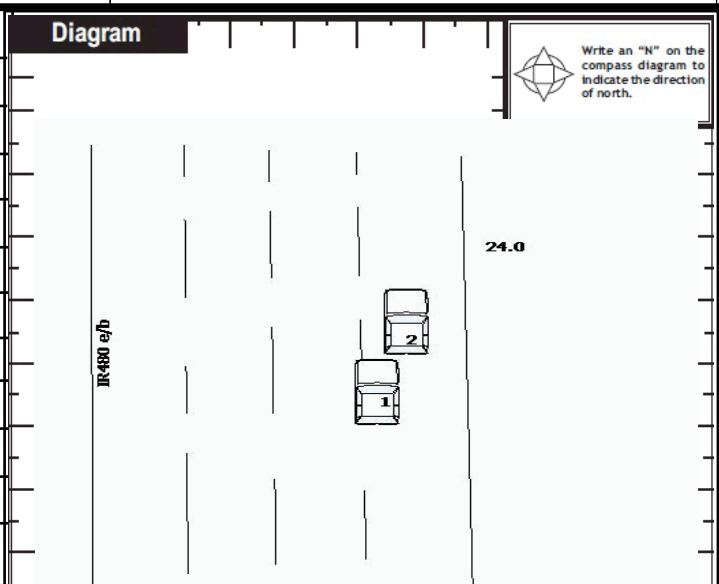 Diagram
Write an “N” on the
compass diagram to
indicate the direction
of north.
24.0
IR480 e/b
2
1